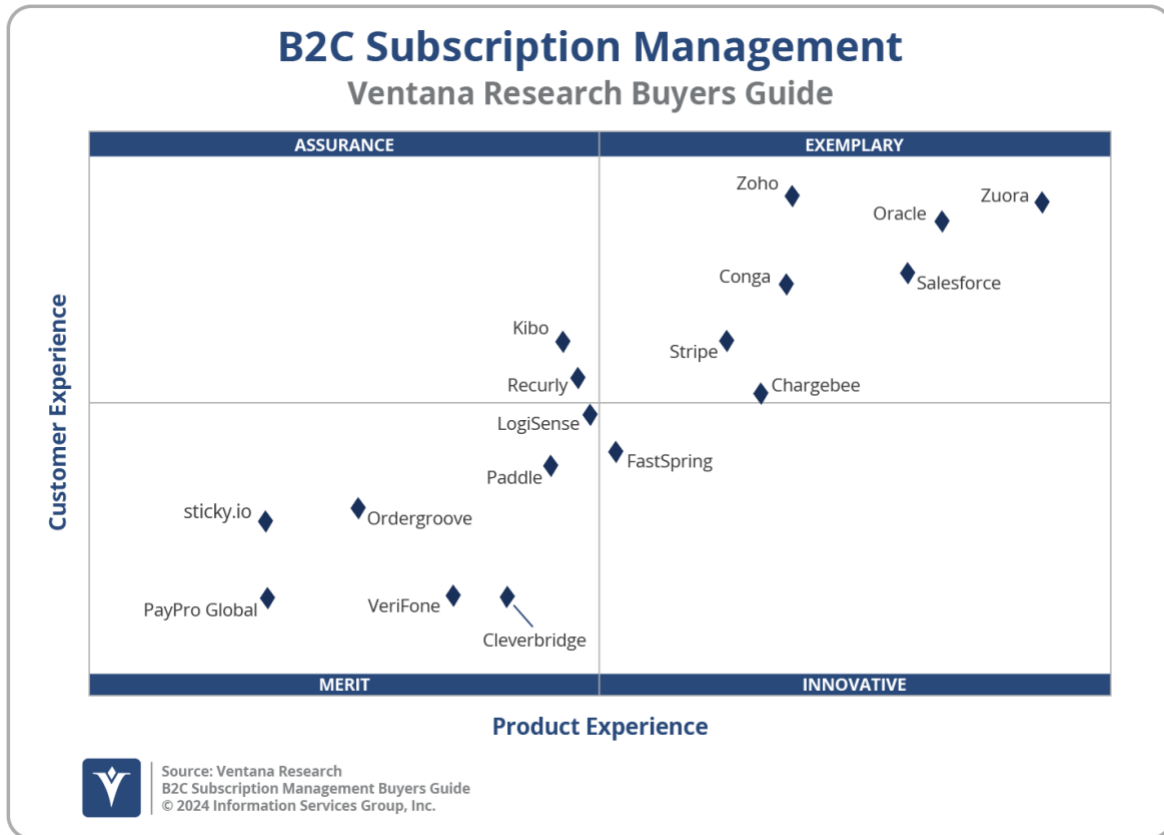 B2C Subscription Management
Ventana Research Buyers Guide
ASSURANCE
EXEMPLARY
Zoho
Zuora
Oracle
Conga
Salesforce
Kibo
Stripe
Recurly
Chargebee
LogiSense
FastSpring
Paddle
sticky.io
Ordergroove
PayPro Global
VeriFone
Cleverbridge
Customer Experience
MERIT
INNOVATIVE
Product Experience
Source: Ventana Research
B2C Subscription Management Buyers Guide
© 2024 Information Services Group, Inc.